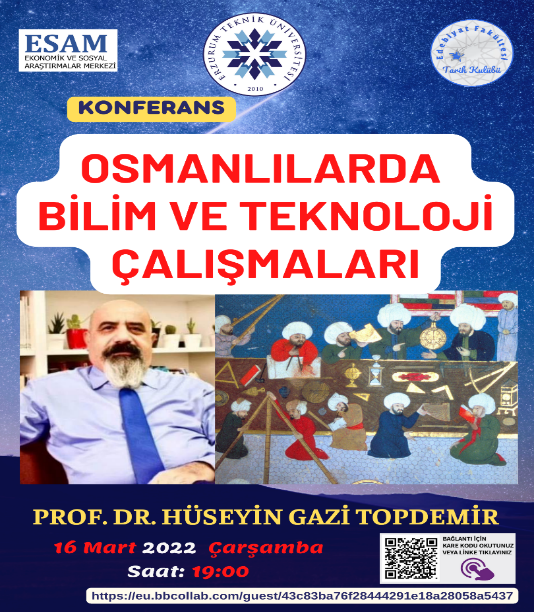 ESAM
EKONOMİK VE SOSYAL
ARAŞTIRMALAR MERKEZİ
ERZURUM TEKNİK ÜNİVERSİTESİ
2010
Edebiyat Fakültesi
Tarih Kulübü
KONFERANS
OSMANLILARDA
BİLİM VE TEKNOLOJİ
ÇALIŞMALARI
PROF. DR. HÜSEYİN GAZİ TOPDEMİR
16 Mart 2022 Çarşamba
Saat: 19:00
BAĞLANTI İÇİN
KARE KODU OKUTUNUZ
VEYA LİNKE TIKLAYINIZ
https://eu.bbcollab.com/guest/43c83ba76f28444291e18a28058a5437